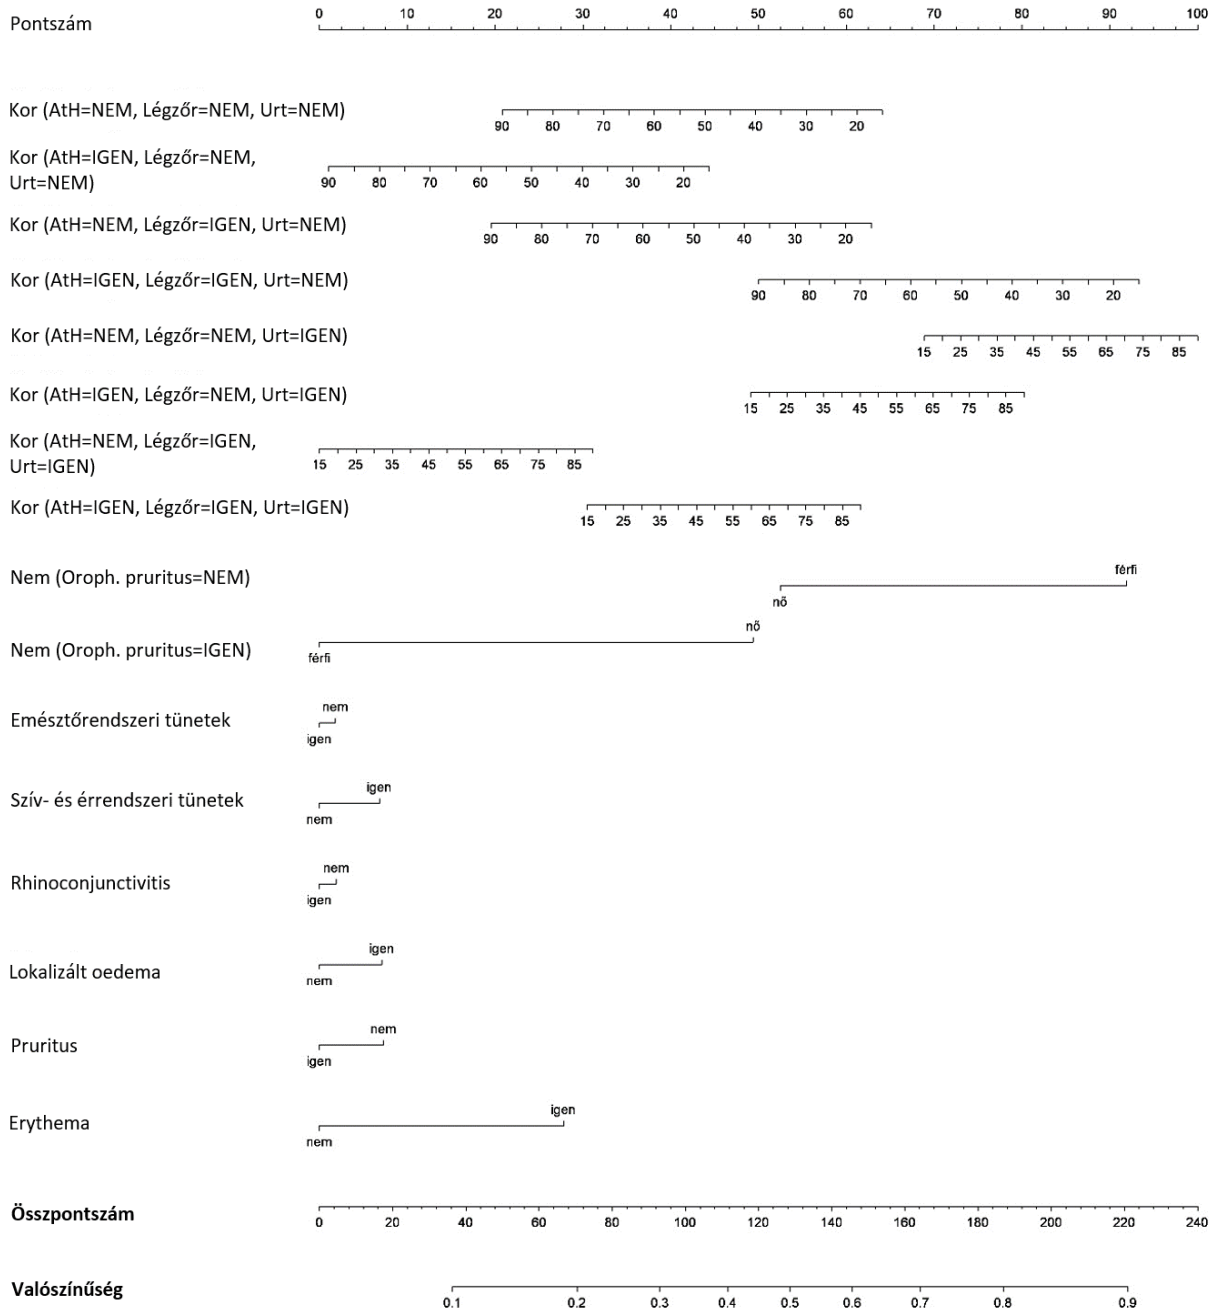 Pontszám
0 10 20 30 40 50 60 70 80 90 100
Kor (AtH=NEM, Légzőr=NEM, Urt=NEM)
90 80 70 60 50 40 30 20
Kor (AtH=IGEN, Légzőr=NEM,
Urt=NEM)
90 80 70 60 50 40 30 20
Kor (AtH=NEM, Légzőr=IGEN, Urt=NEM)
90 80 70 60 50 40 30 20
Kor (AtH=IGEN, Légzőr=IGEN, Urt=NEM)
90 80 70 60 50 40 30 20
Kor (AtH=NEM, Légzőr=NEM, Urt=IGEN)
15 25 35 45 55 65 75 85
Kor (AtH=IGEN, Légzőr=NEM, Urt=IGEN)
15 25 35 45 55 65 75 85
Kor (AtH=NEM, Légzőr=IGEN,
Urt=IGEN)
15 25 35 45 55 65 75 85
Kor (AtH=IGEN, Légzőr=IGEN, Urt=IGEN)
15 25 35 45 55 65 75 85
Nem (Oroph. pruritus=NEM)
férfi
nő
Nem (Oroph. pruritus=IGEN)
nő
férfi
Emésztőrendszeri tünetek
nem
igen
Szív- és érrendszeri tünetek
igen
nem
Rhinoconjunctivitis
nem
igen
Lokalizált oedema
igen
nem
Pruritus
nem
igen
Erythema
igen
nem
Összpontszám
0 20 40 60 80 100 120 140 160 180 200 220 240
Valószínűség
0.1 0.2 0.3 0.4 0.5 0.6 0.7 0.8 0.9